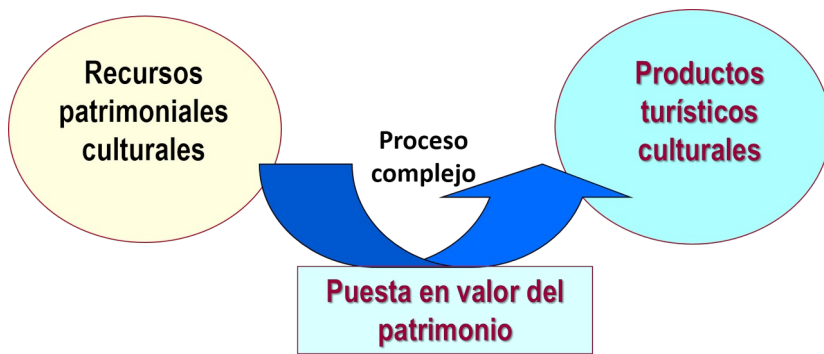 Recursos
patrimoniales
culturales
Proceso
complejo
Productos
turísticos
culturales
Puesta en valor del
patrimonio